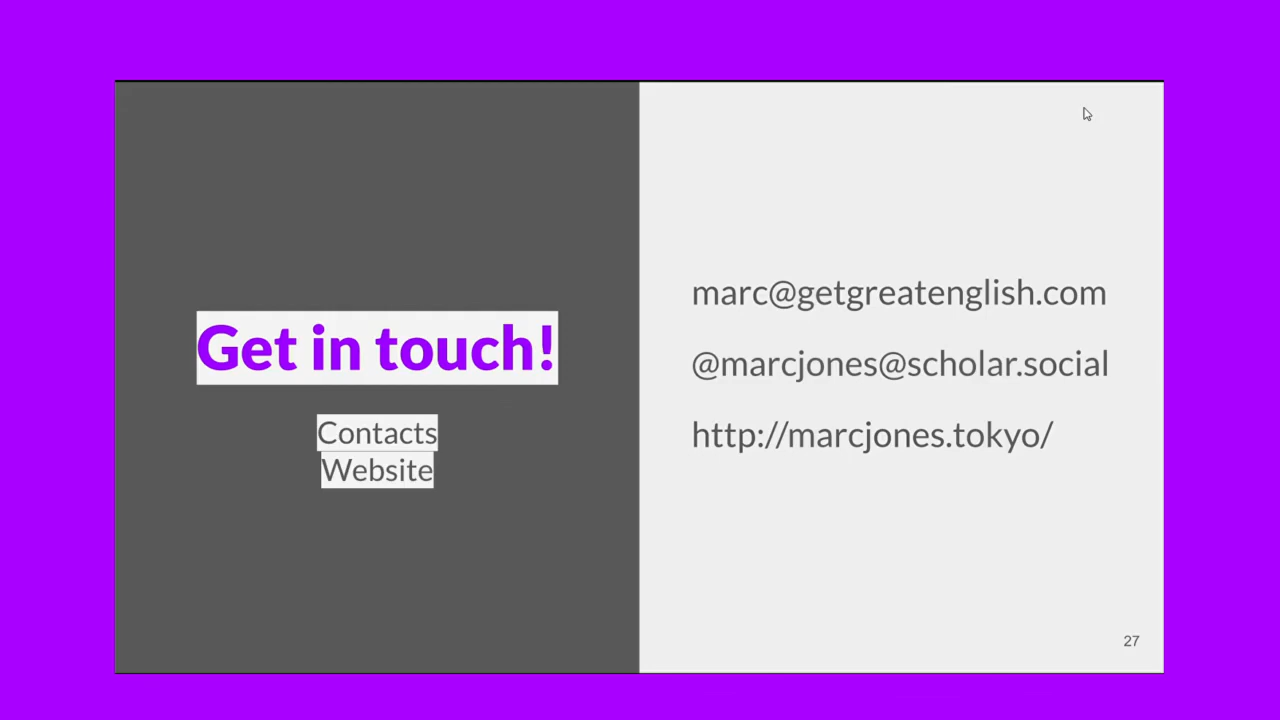 Get in touch!
Contacts
Website
marc@getgreatenglish.com
@marcjones@scholar.social
http://marcjones.tokyo/
27